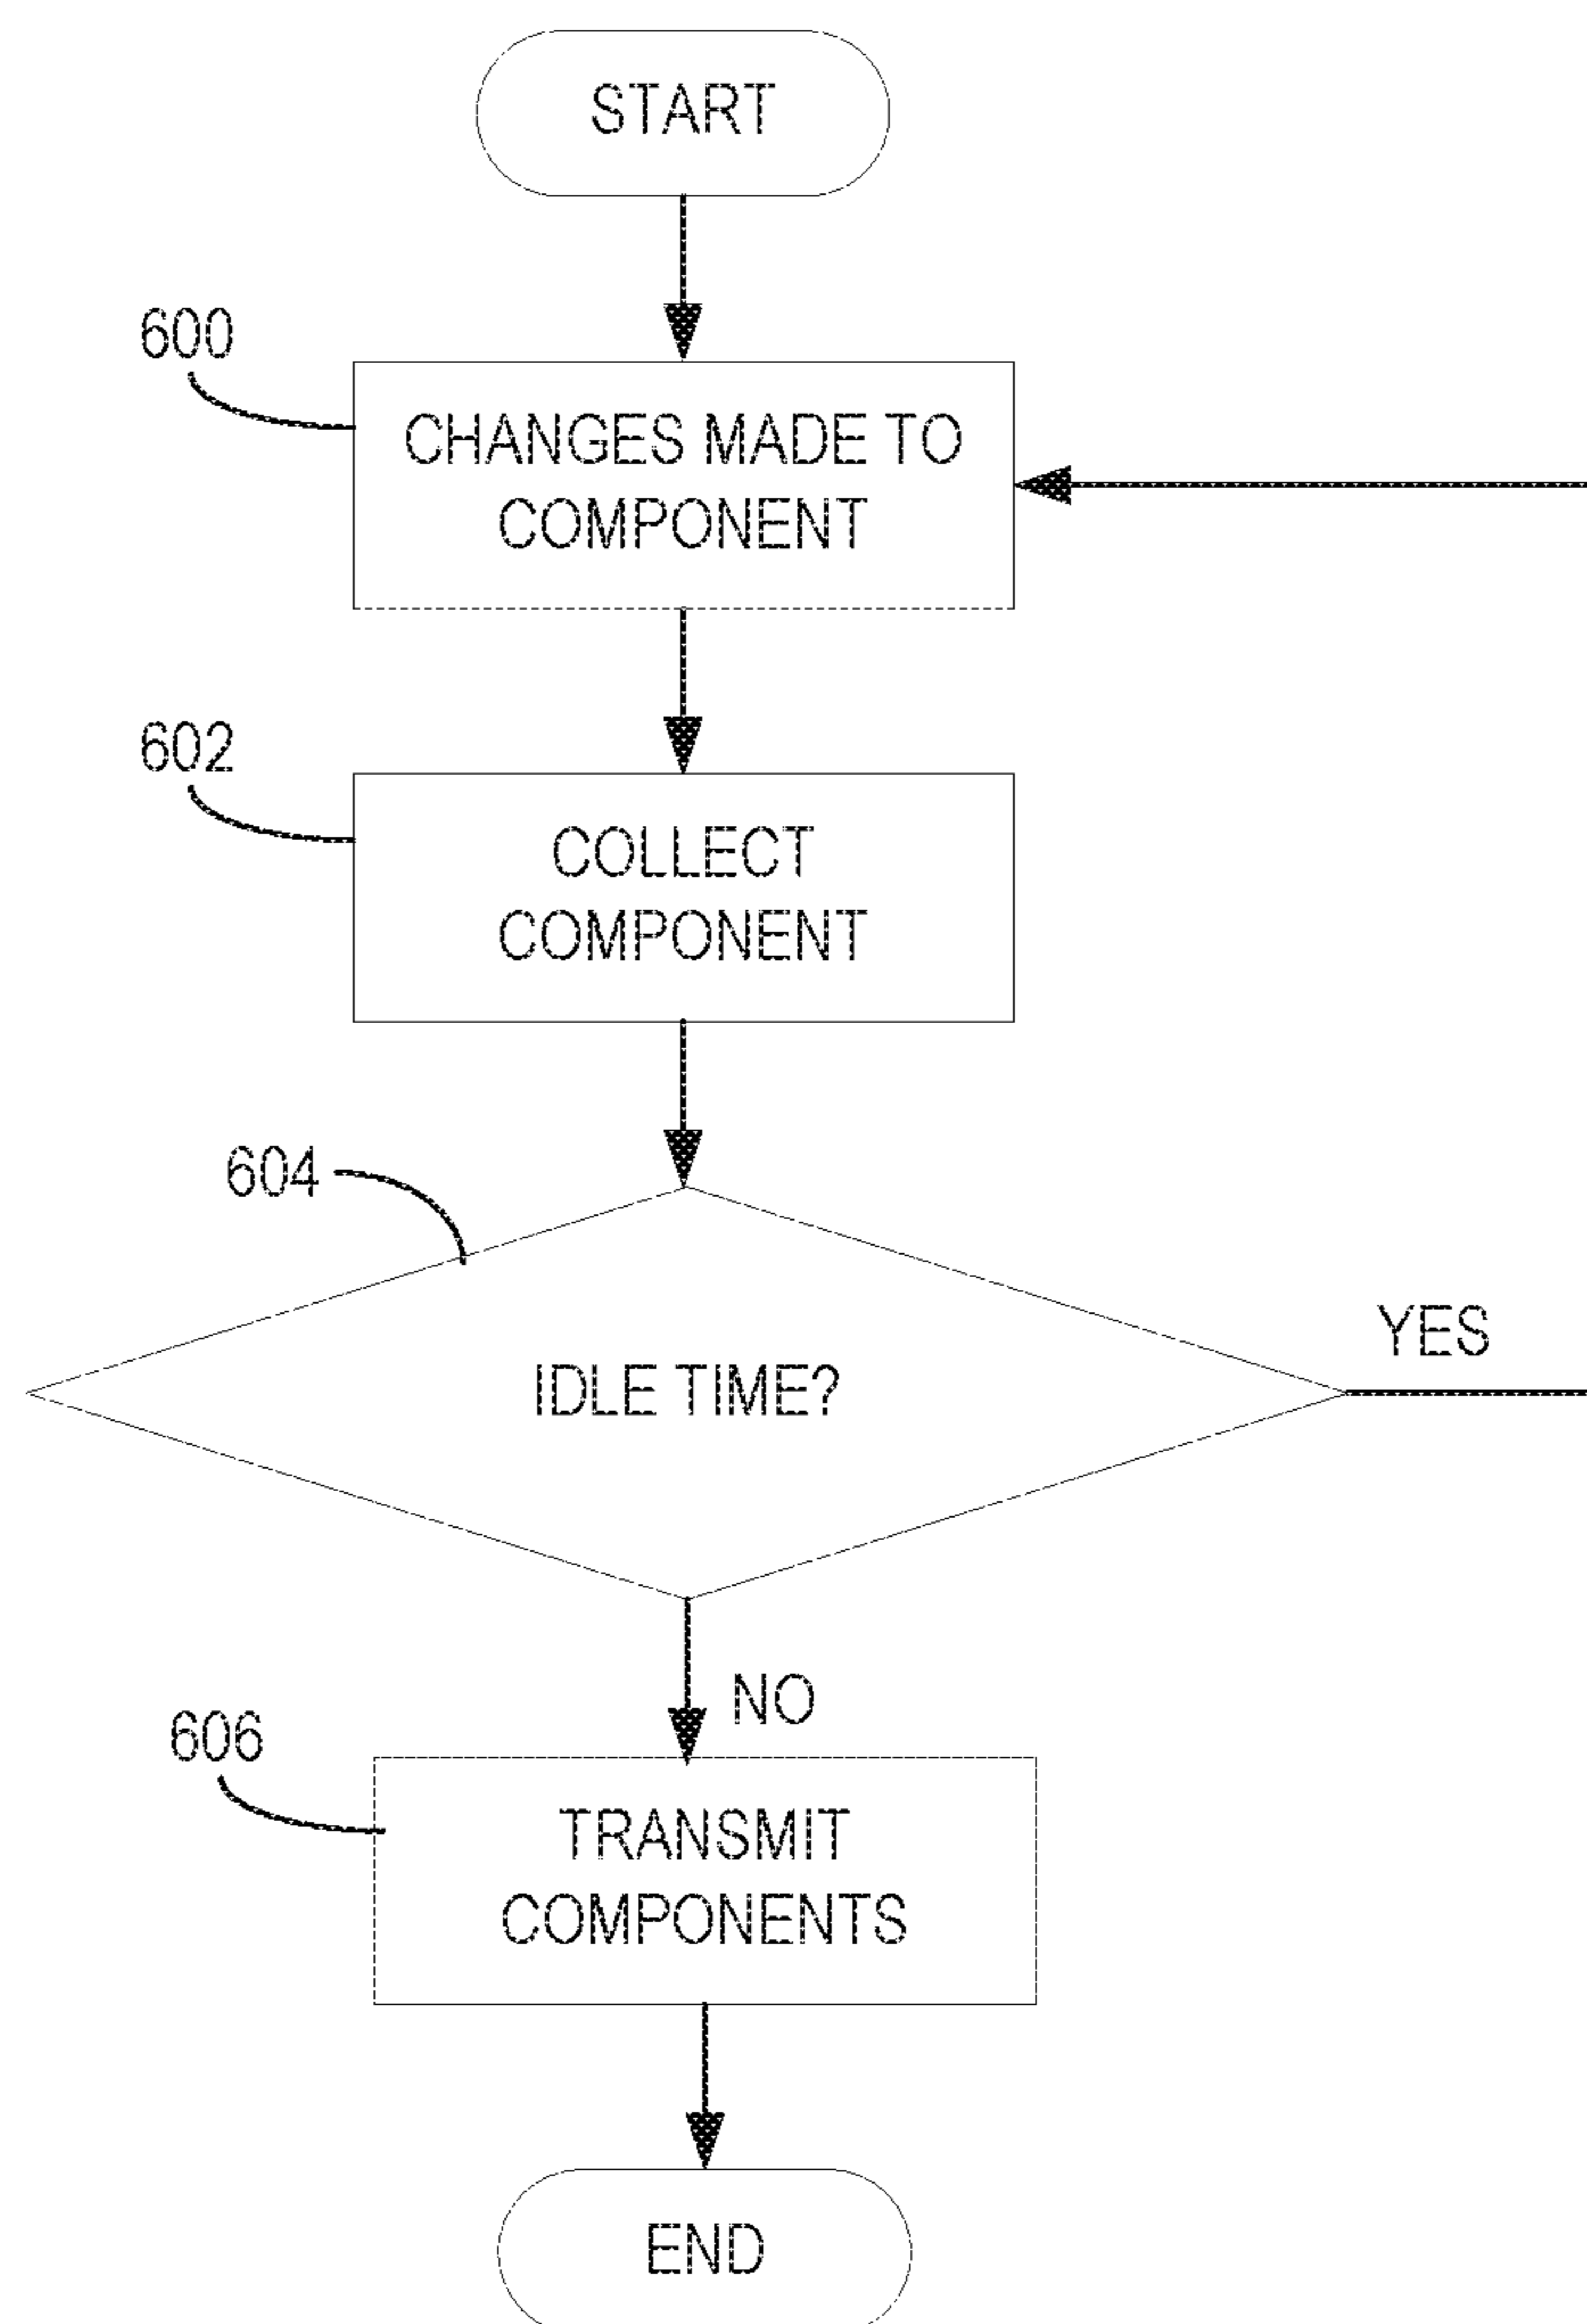 START
600
CHANGES MADE TO
COMPONENT
602
COLLECT
COMPONENT
604
IDLE TIME?
YES
NO
606
TRANSMIT
COMPONENTS
END